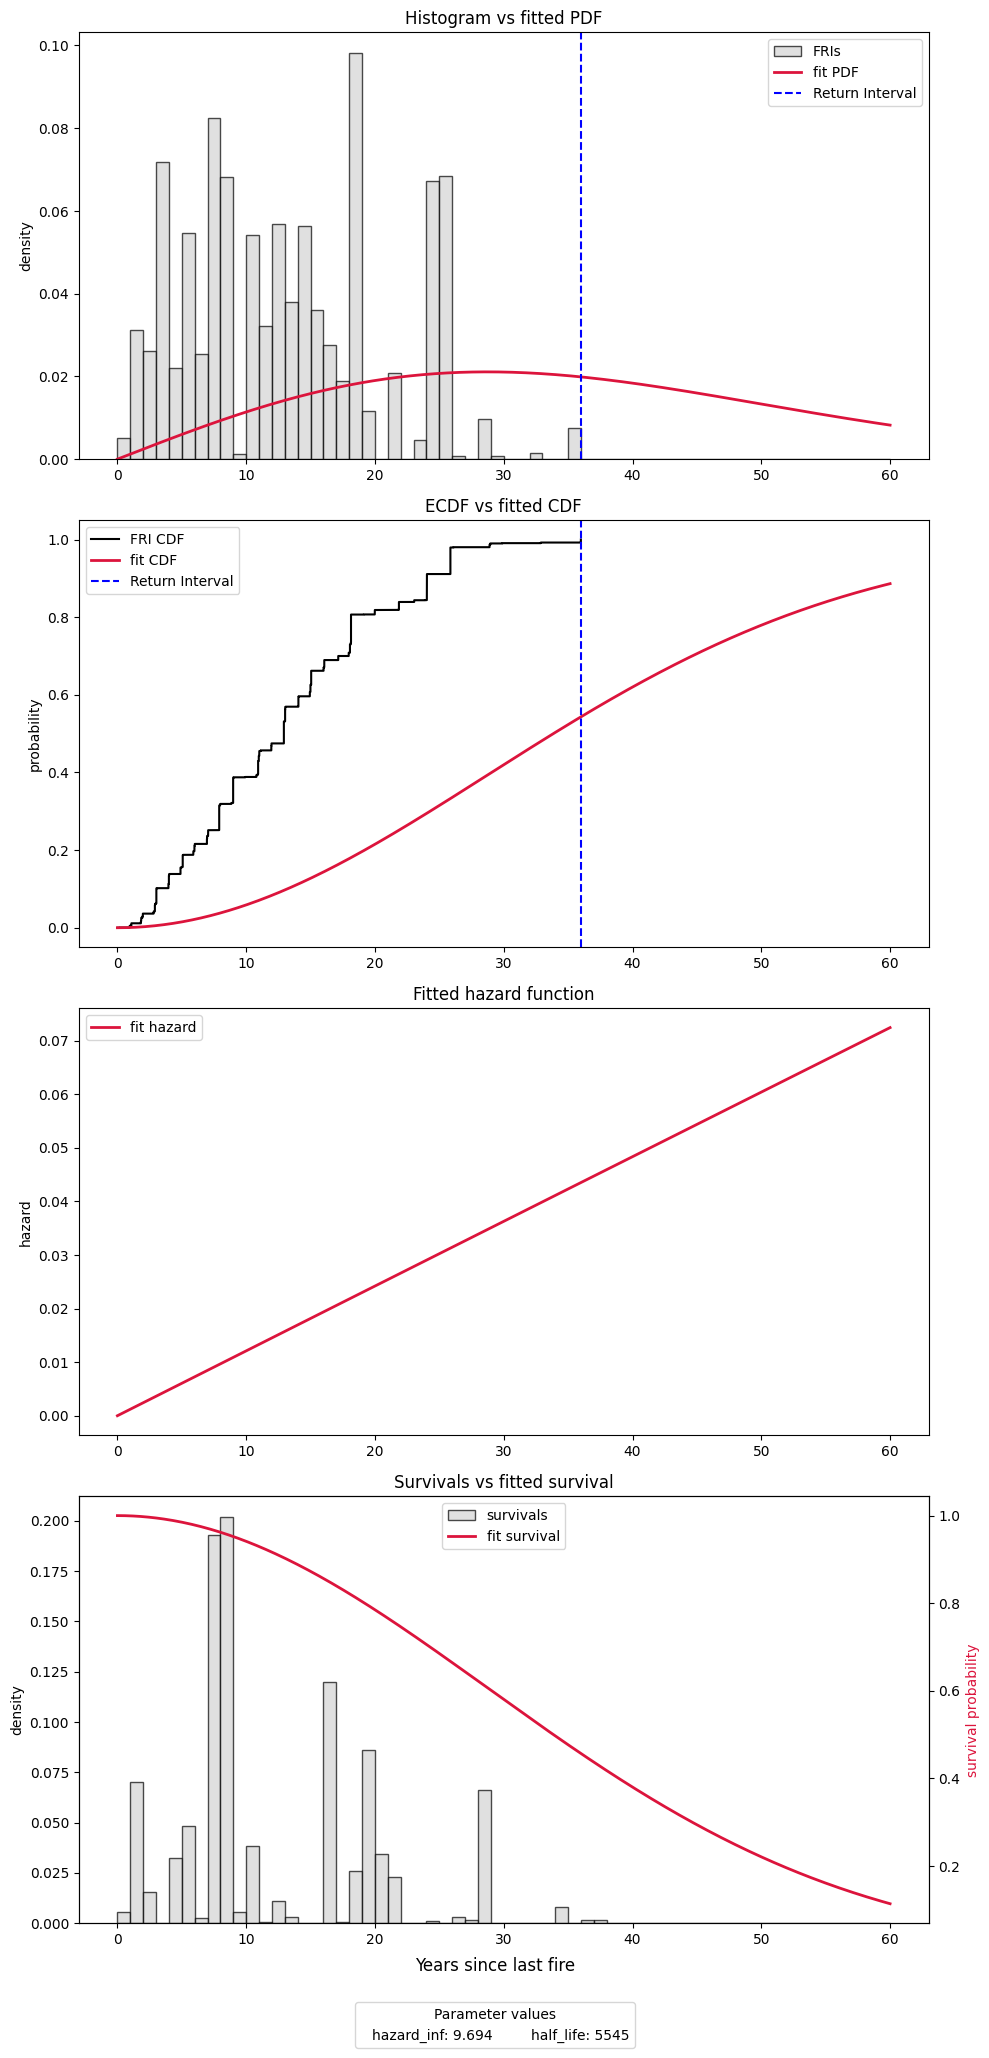 Histogram vs fitted PDF
FRIs
fit PDF
Return Interval
density
0.10
0.08
0.06
0.04
0.02
0.00
0 10 20 30 40 50 60
ECDF vs fitted CDF
FRI CDF
fit CDF
Return Interval
probability
1.0
0.8
0.6
0.4
0.2
0.0
0 10 20 30 40 50 60
Fitted hazard function
fit hazard
hazard
0.07
0.06
0.05
0.04
0.03
0.02
0.01
0.00
0 10 20 30 40 50 60
Survivals vs fitted survival
survivals
fit survival
density
0.200
0.175
0.150
0.125
0.100
0.075
0.050
0.025
0.000
1.0
0.8
0.6
0.4
0.2
survival probability
0 10 20 30 40 50 60
Years since last fire
Parameter values
hazard_inf: 9.694 half_life: 5545